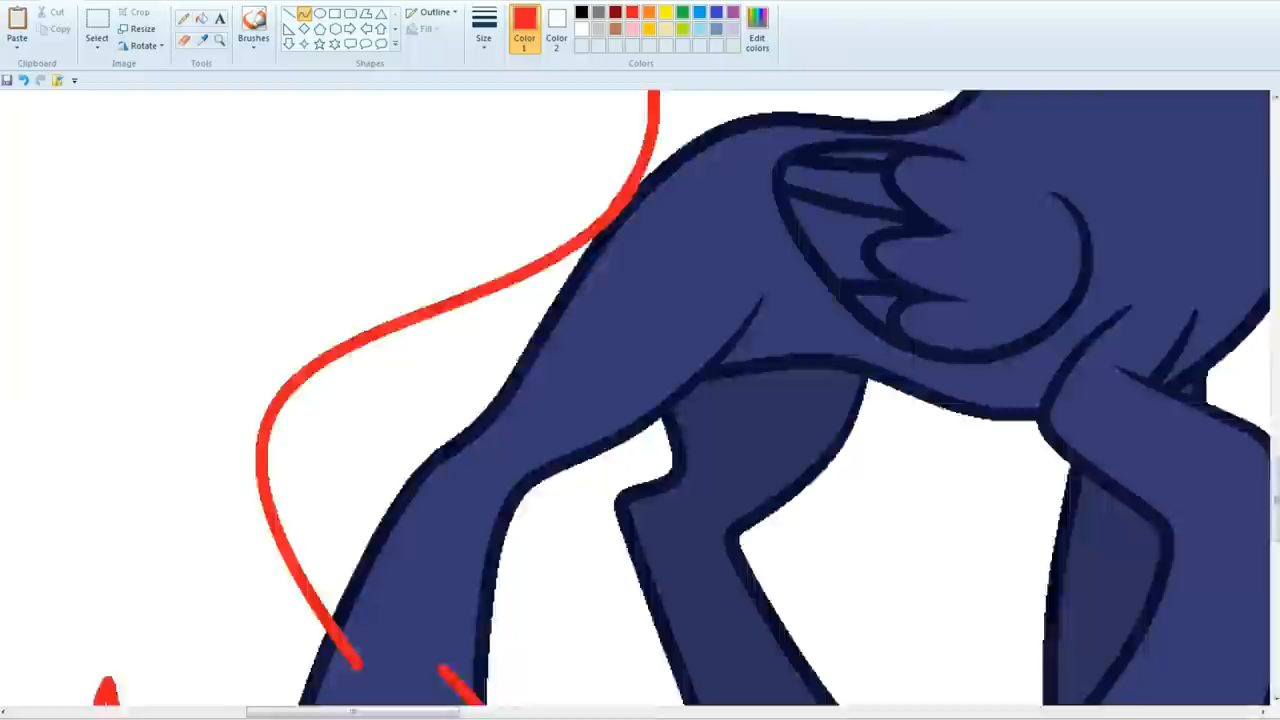 Cut
Copy
Paste
Clipboard
Crop
Resize
Rotate
Select
Image
A
Tools
Brushes
Outline
Fill
Shapes
Size
Color 1
Color 2
Edit colors
Colors